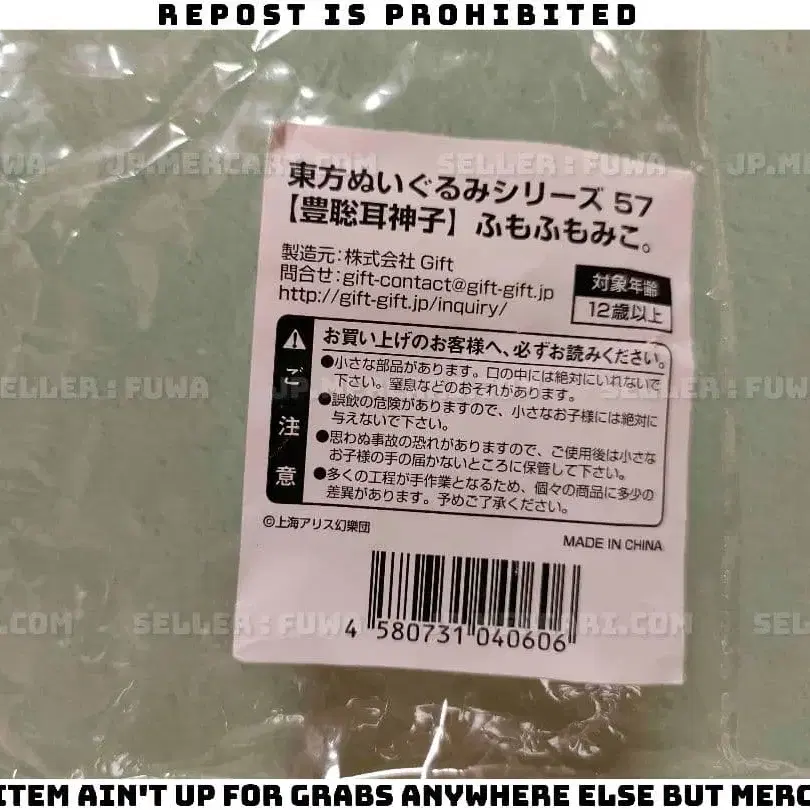 REPOST IS PROHIBITED
JP.MERCARI.COM
SELLER : FUWA
東方ぬいぐるみシリーズ 57
【豊聡耳神子】 ふもふもみこ。
製造元：株式会社 Gift
問合せ：gift-contact@gift-gift.jp
http://gift-gift.jp/inquiry/
対象年齢
12歳以上
ご注意
お買い上げのお客様へ、必ずお読みください。
●小さな部品があります。口の中には絶対にいれないで
下さい。窒息などのおそれがあります。
●誤飲の危険がありますので、小さなお子様には絶対に
与えないで下さい。
●思わぬ事故の恐れがありますので、ご使用後は小さな
お子様の手の届かないところに保管して下さい。
●多くの工程が手作業となるため、個々の商品に多少の
差異があります。予めご了承ください。
©上海アリス幻樂団
MADE IN CHINA
SELLER : FUWA
4 580731 040606
ITEM AIN'T UP FOR GRABS ANYWHERE ELSE BUT MERC